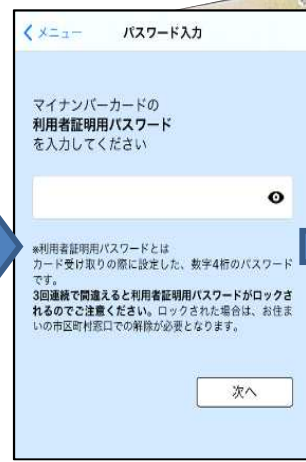 メニュー
パスワード入力
マイナンバーカードの
利用者証明用パスワード
を入力してください
※利用者証明用パスワードとは
カード受け取りの際に設定した、数字4桁のパスワード
です。
3回連続で間違えると利用者証明用パスワードがロックさ
れるのでご注意ください。ロックされた場合は、お住ま
いの市区町村窓口での解除が必要となります。
次へ